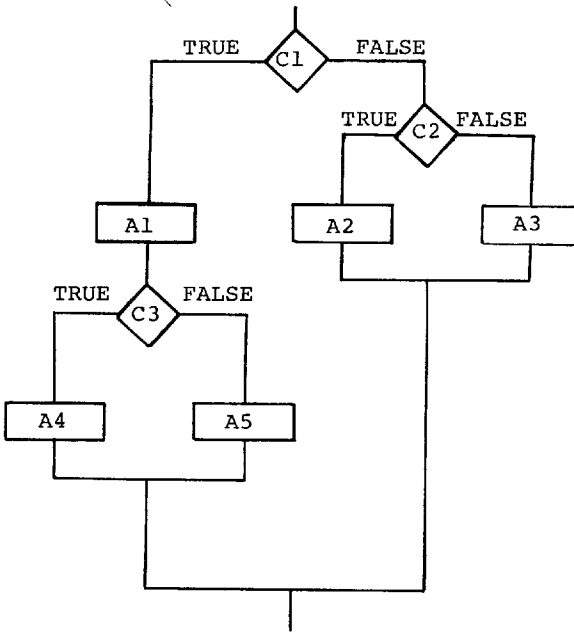 TRUE C1 FALSE
TRUE C2 FALSE
A1 A2 A3
TRUE C3 FALSE
A4 A5